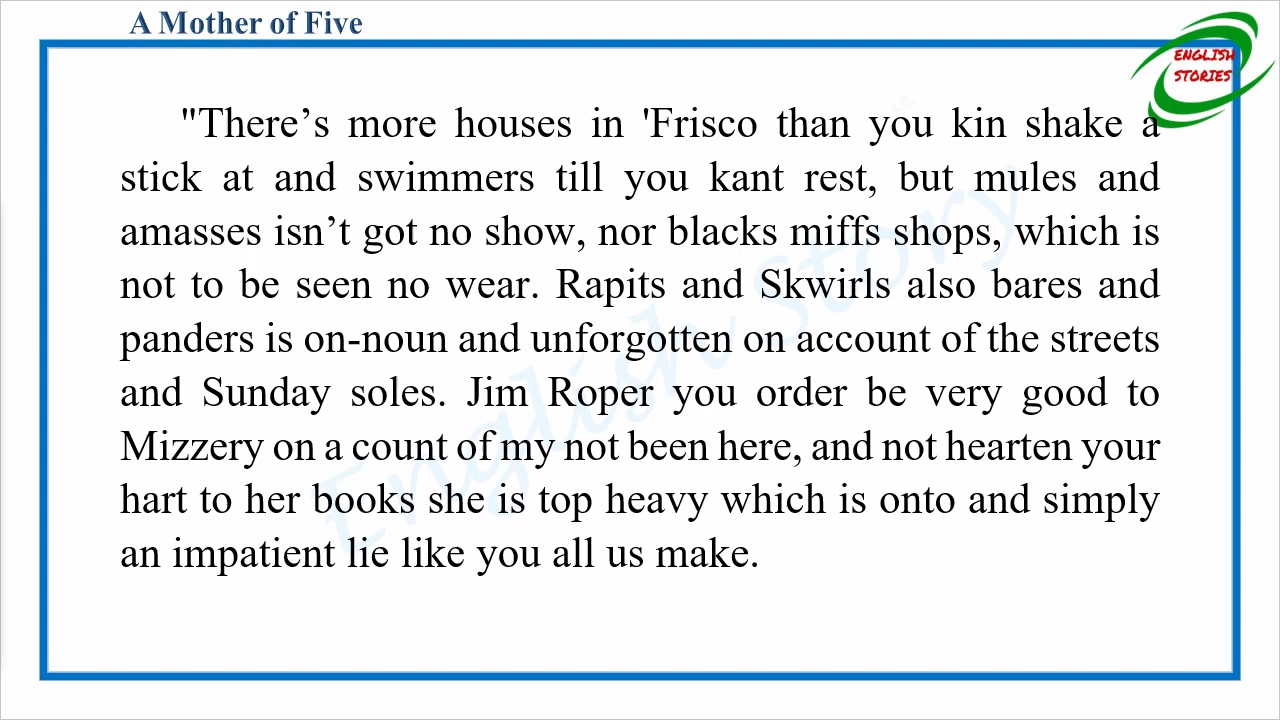 A Mother of Five
ENGLISH
STORIES
"There’s more houses in 'Frisco than you kin shake a
stick at and swimmers till you kant rest, but mules and
amasses isn’t got no show, nor blacks miffs shops, which is
not to be seen no wear. Rapits and Skwirls also bares and
panders is on-noun and unforgotten on account of the streets
and Sunday soles. Jim Roper you order be very good to
Mizzery on a count of my not been here, and not hearten your
hart to her books she is top heavy which is onto and simply
an impatient lie like you all us make.
English Story